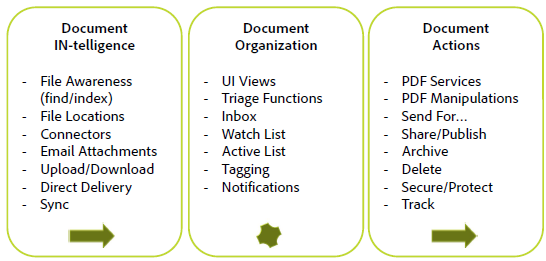 Document
IN-telligence
- File Awareness
(find/index)
- File Locations
- Connectors
- Email Attachments
- Upload/Download
- Direct Delivery
- Sync
Document
Organization
- UI Views
- Triage Functions
- Inbox
- Watch List
- Active List
- Tagging
- Notifications
Document
Actions
- PDF Services
- PDF Manipulations
- Send For...
- Share/Publish
- Archive
- Delete
- Secure/Protect
- Track